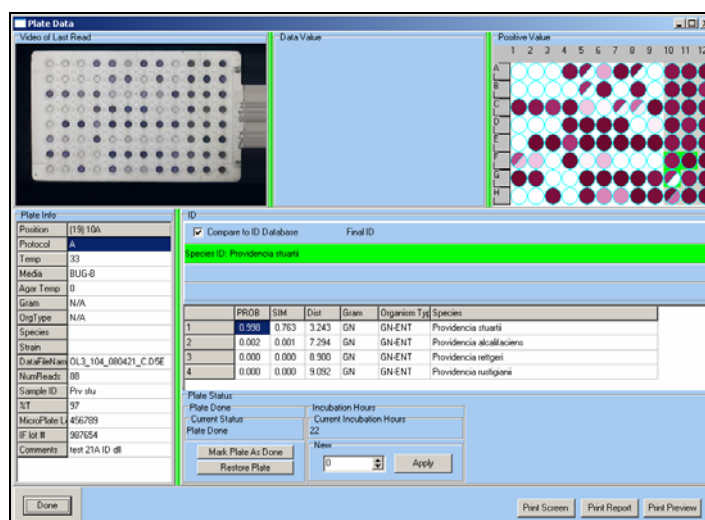 Plate Data
Video of Last Read
Data Value
Positive Value
1 2 3 4 5 6 7 8 9 10 11 12
A
B
C
D
E
F
G
H
Plate Info
Position (19) 10A
Protocol A
Temp 33
Media BUG-B
Agar Temp 0
Gram N/A
OrgType N/A
Species
Strain
DataFileNam OL3_104_080421_C.D5E
NumReads 88
Sample ID Prv stu
%T 97
MicroPlate L 456789
IF lot # 987654
Comments test 21A ID dll
Done
ID
Compare to ID Database Final ID
Species ID: Providencia stuartii
PROB SIM Dist Gram Organism Typ Species
1 0.998 0.763 3.243 GN GN-ENT Providencia stuartii
2 0.002 0.001 7.294 GN GN-ENT Providencia alcalifaciens
3 0.000 0.000 8.900 GN GN-ENT Providencia rettgeri
4 0.000 0.000 9.092 GN GN-ENT Providencia rustigianii
Plate Status
Plate Done
Current Status
Plate Done
Mark Plate As Done
Restore Plate
Incubation Hours
Current Incubation Hours
22
New
0
Apply
Print Screen Print Report Print Preview